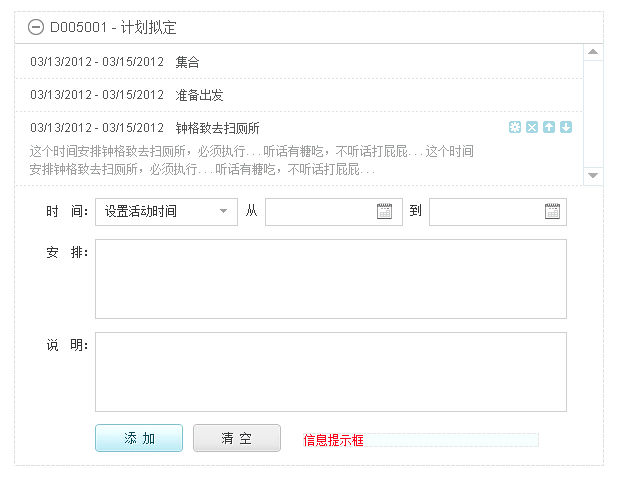 D005001 - 计划拟定
03/13/2012 - 03/15/2012 集合
03/13/2012 - 03/15/2012 准备出发
03/13/2012 - 03/15/2012 钟格致去扫厕所
这个时间安排钟格致去扫厕所，必须执行...听话有糖吃，不听话打屁屁...这个时间
安排钟格致去扫厕所，必须执行...听话有糖吃，不听话打屁屁...
时 间： 设置活动时间 从 到
安 排：
说 明：
添 加 清 空 信息提示框